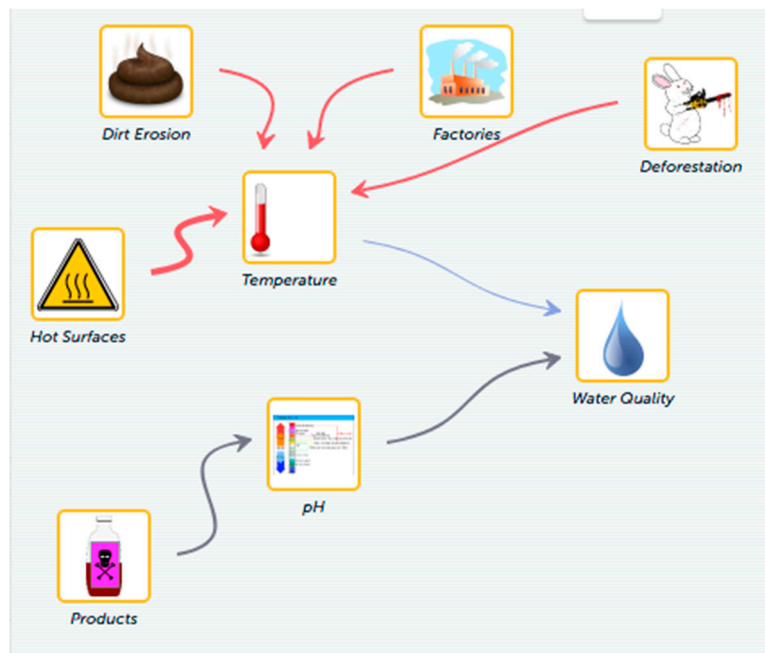 Dirt Erosion
Factories
Deforestation
Temperature
Hot Surfaces
Water Quality
pH
Products